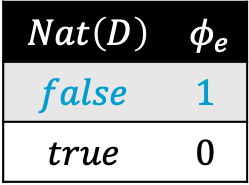 Nat(D) ϕₑ
false 1
true 0